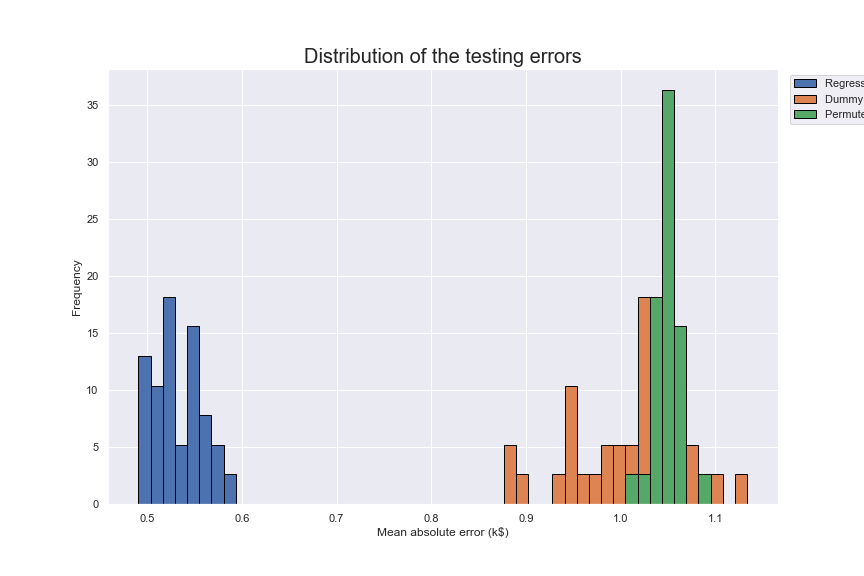 Distribution of the testing errors
Regress
Dummy
Permute
35
30
25
20
15
10
5
0
Frequency
0.5 0.6 0.7 0.8 0.9 1.0 1.1
Mean absolute error (k$)